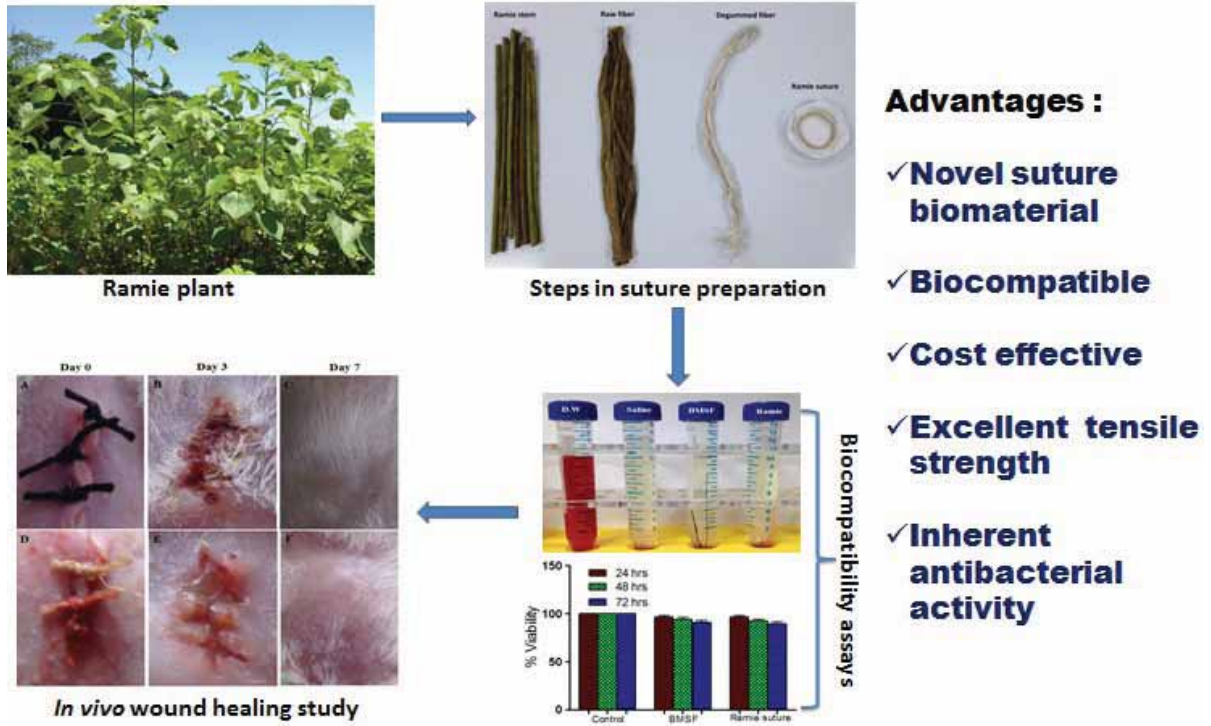 Ramie stem
Raw fiber
Degummed fiber
Ramie suture
Ramie plant
Steps in suture preparation
Advantages :
✓Novel suture
biomaterial
✓Biocompatible
✓Cost effective
✓Excellent tensile
strength
✓Inherent
antibacterial
activity
D.W
Saline
BMSF
Ramie
Biocompatibility assays
150
100
50
0
% Viability
24 hrs
48 hrs
72 hrs
Control
BMSF
Ramie suture
Day 0
Day 3
Day 7
A
B
C
D
E
F
In vivo wound healing study